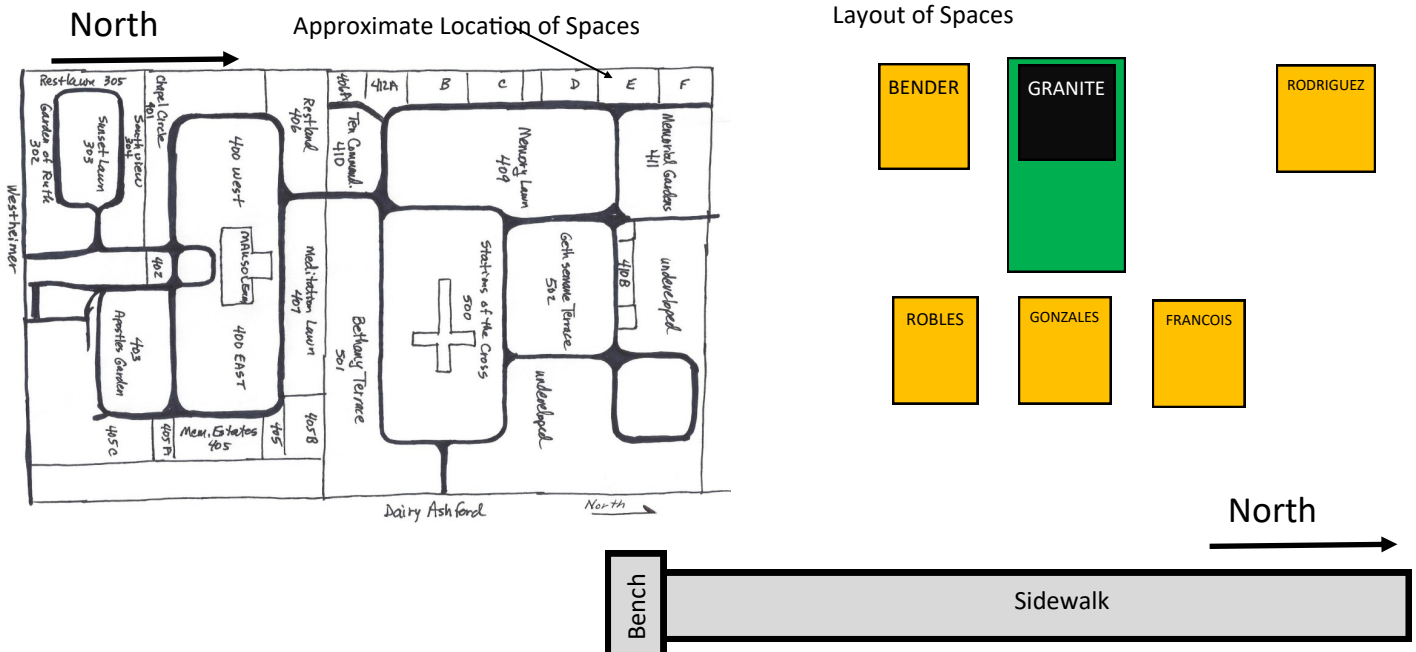 North
Approximate Location of Spaces
Layout of Spaces
Restlawn 305
Chapel Circle
401
Southview
304
Sunset Lawn
303
Garden of Ruth
302
Westheimer
400 West
Restland
406
406A
412A
B
C
D
E
F
Ten Command.
410
Memory Lawn
409
Memorial Gardens
411
402
MAUSOLEUM
Meditation Lawn
407
400 EAST
403
Apostles Garden
Bethany Terrace
501
Stations of the Cross
500
Gethsemane Terrace
502
410B
undeveloped
undeveloped
405C
405A
Mem. Estates
405
405
405B
Dairy Ashford
North
BENDER
GRANITE
RODRIGUEZ
ROBLES
GONZALES
FRANCOIS
North
Bench
Sidewalk